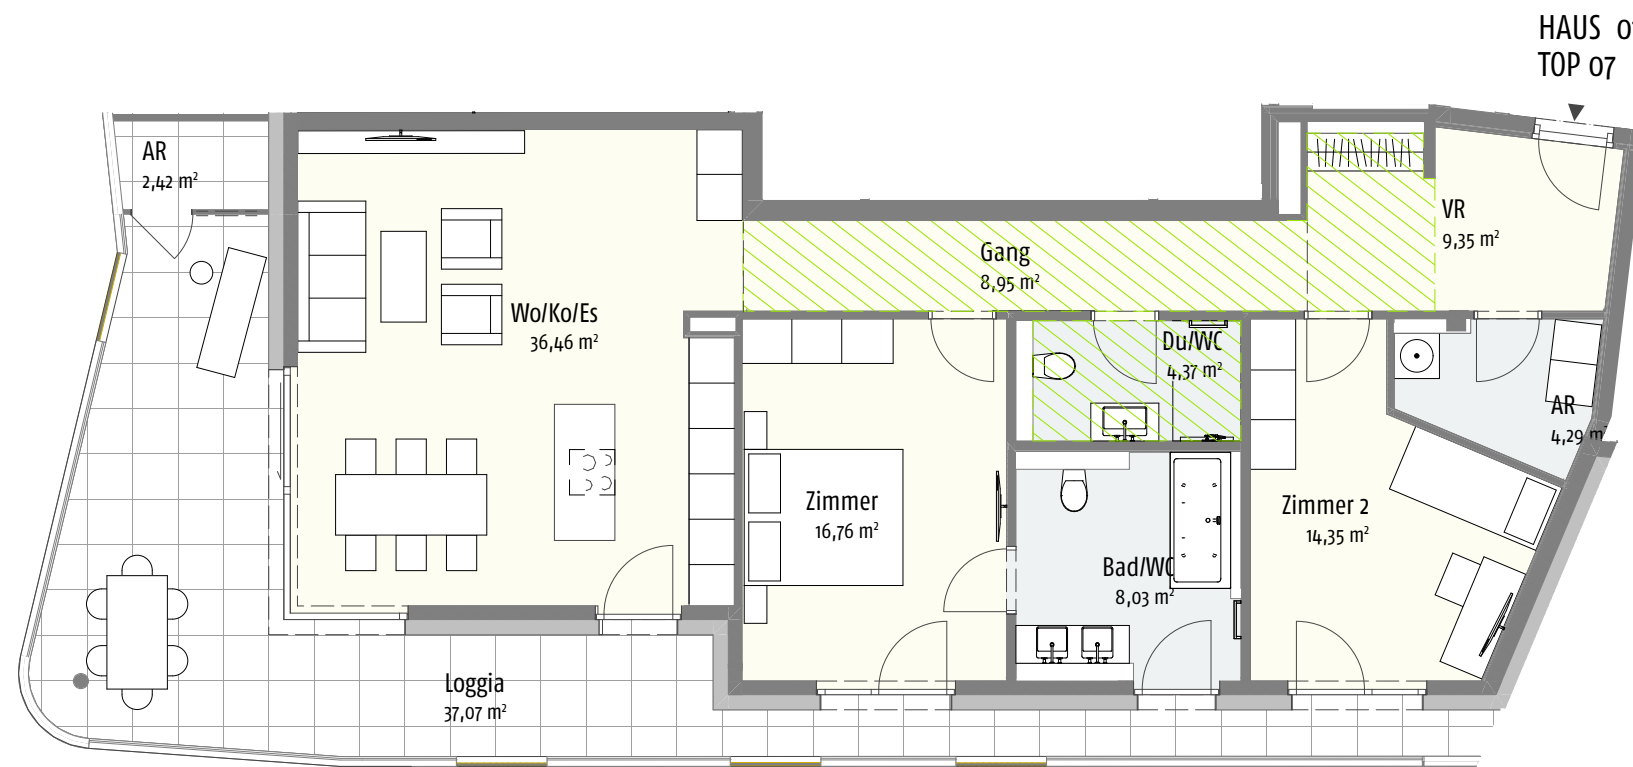 HAUS
TOP 07
AR
2,42 m²
VR
9,35 m²
Gang
8,95 m²
Wo/Ko/Es
36,46 m²
Du/WC
4,37 m²
AR
4,29 m²
Zimmer
16,76 m²
Zimmer 2
14,35 m²
Bad/WC
8,03 m²
Loggia
37,07 m²